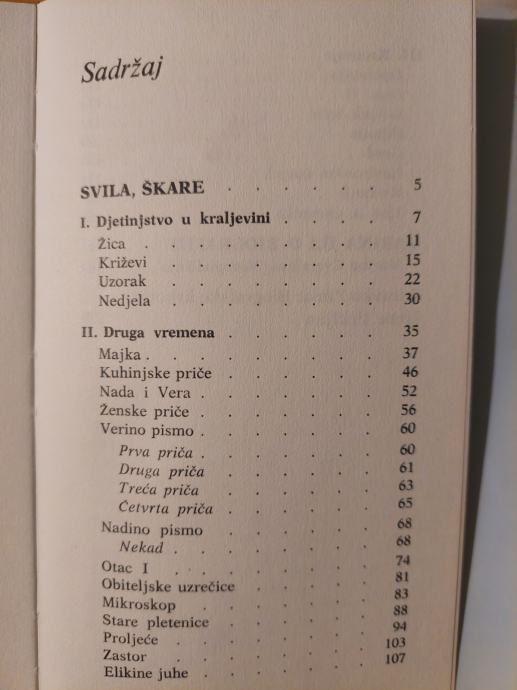 Sadržaj
SVILA, ŠKARE . . . . . 5
I. Djetinjstvo u kraljevini . . . . 7
Žica . . . . . . . 11
Križevi . . . . . . 15
Uzorak . . . . . . 22
Nedjela . . . . . . 30
II. Druga vremena . . . . . 35
Majka . . . . . . . 37
Kuhinjske priče . . . . . 46
Nada i Vera . . . . . 52
Ženske priče . . . . . 56
Verino pismo . . . . . . 60
Prva priča . . . . . 60
Druga priča . . . . . 61
Treća priča . . . . . 63
Četvrta priča . . . . . 65
Nadino pismo . . . . . 68
Nekad . . . . . . 68
Otac I . . . . . . 74
Obiteljske uzrečice . . . . . 81
Mikroskop . . . . . 83
Stare pletenice . . . . . 88
Proljeće . . . . . . 94
Zastor . . . . . . 103
Elikine juhe . . . . . 107